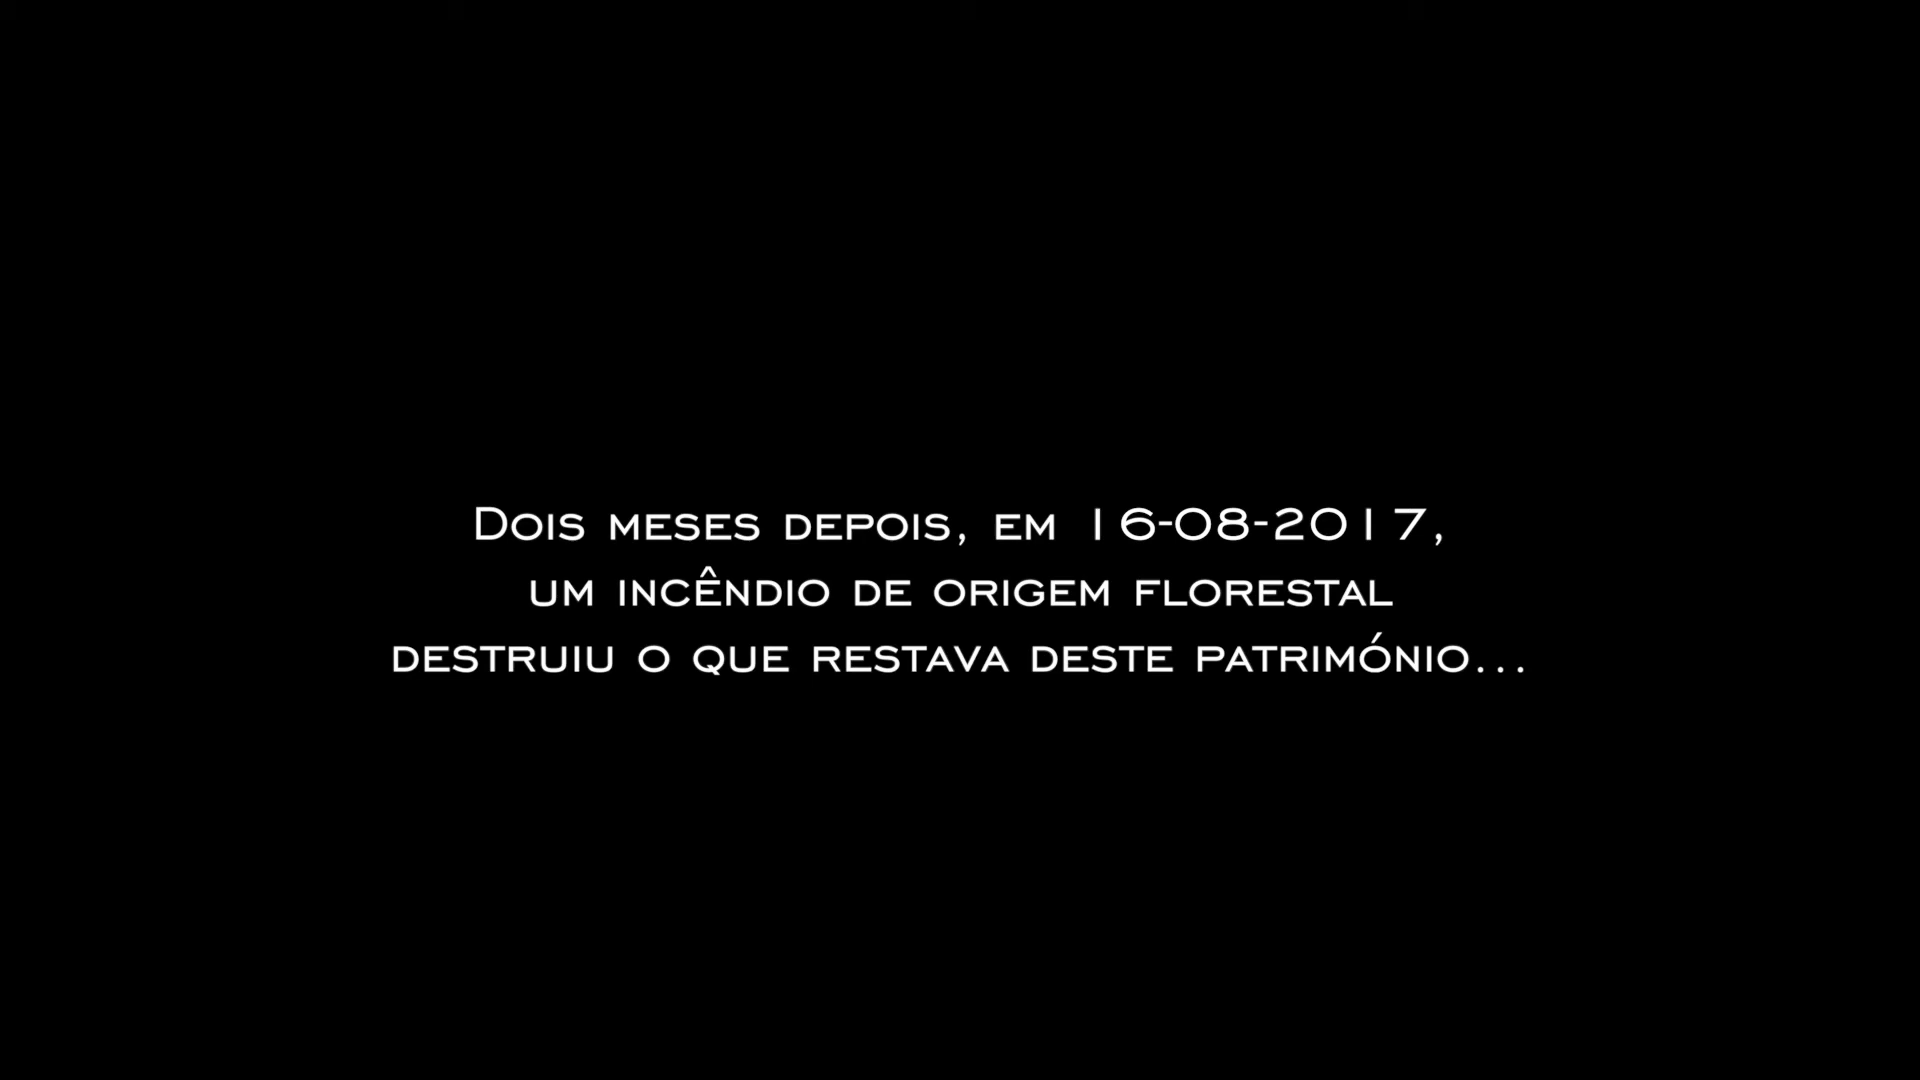 Dois meses depois, em 16-08-2017,
um incêndio de origem florestal
destruiu o que restava deste património...